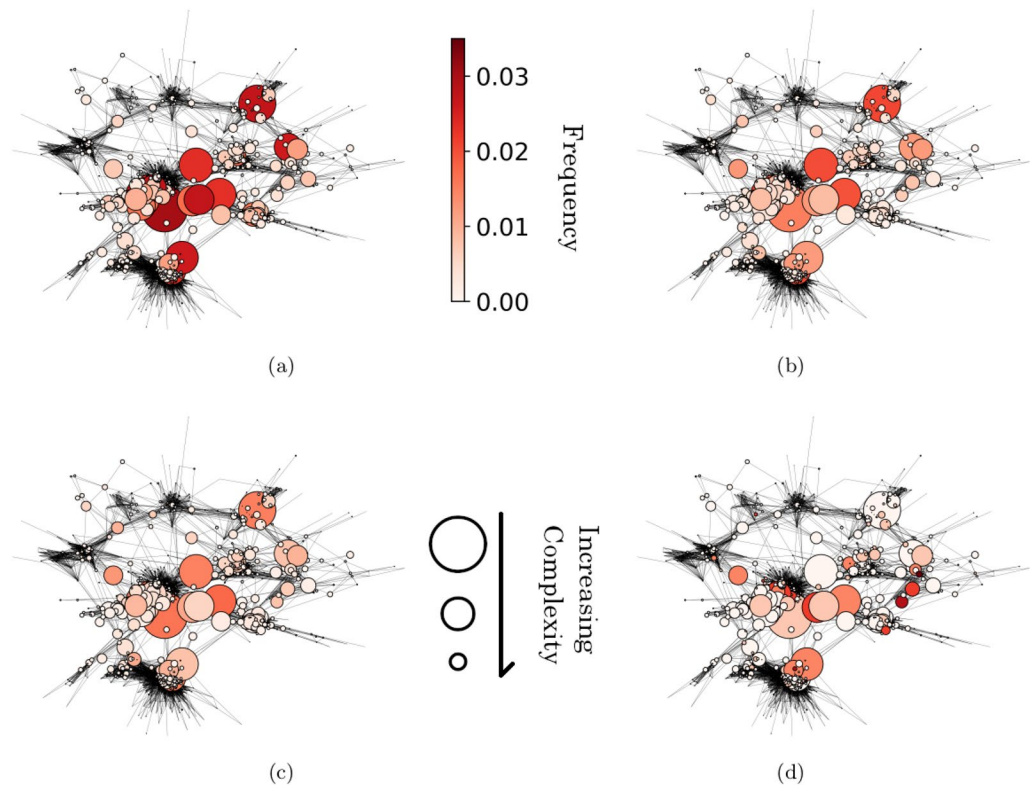 0.03
0.02
0.01
0.00
Frequency
(a)
(b)
Increasing
Complexity
(c)
(d)